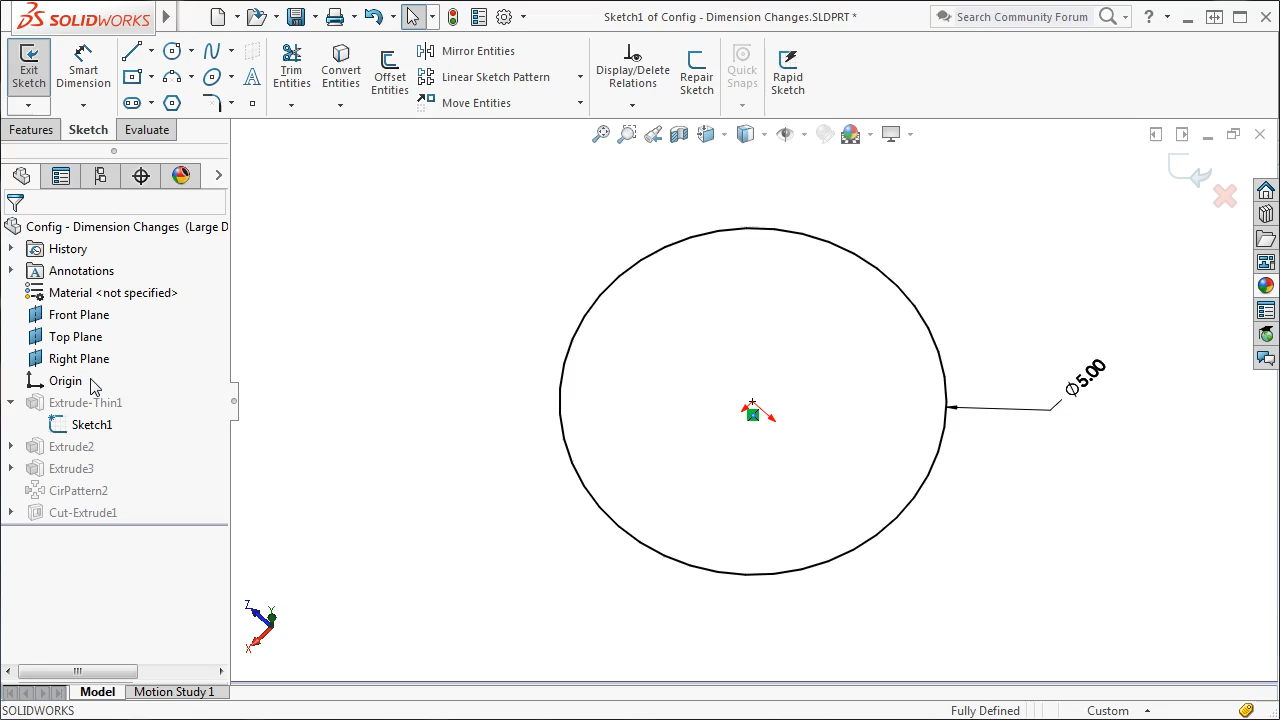 SOLIDWORKS
Sketch1 of Config - Dimension Changes.SLDPRT *
Search Community Forum
Exit Sketch
Smart Dimension
Trim Entities
Convert Entities
Offset Entities
Mirror Entities
Linear Sketch Pattern
Move Entities
Display/Delete Relations
Repair Sketch
Quick Snaps
Rapid Sketch
Features
Sketch
Evaluate
Config - Dimension Changes (Large D
History
Annotations
Material <not specified>
Front Plane
Top Plane
Right Plane
Origin
Extrude-Thin1
Sketch1
Extrude2
Extrude3
CirPattern2
Cut-Extrude1
Ø5.00
Z
Y
X
Model
Motion Study 1
SOLIDWORKS
Fully Defined
Custom